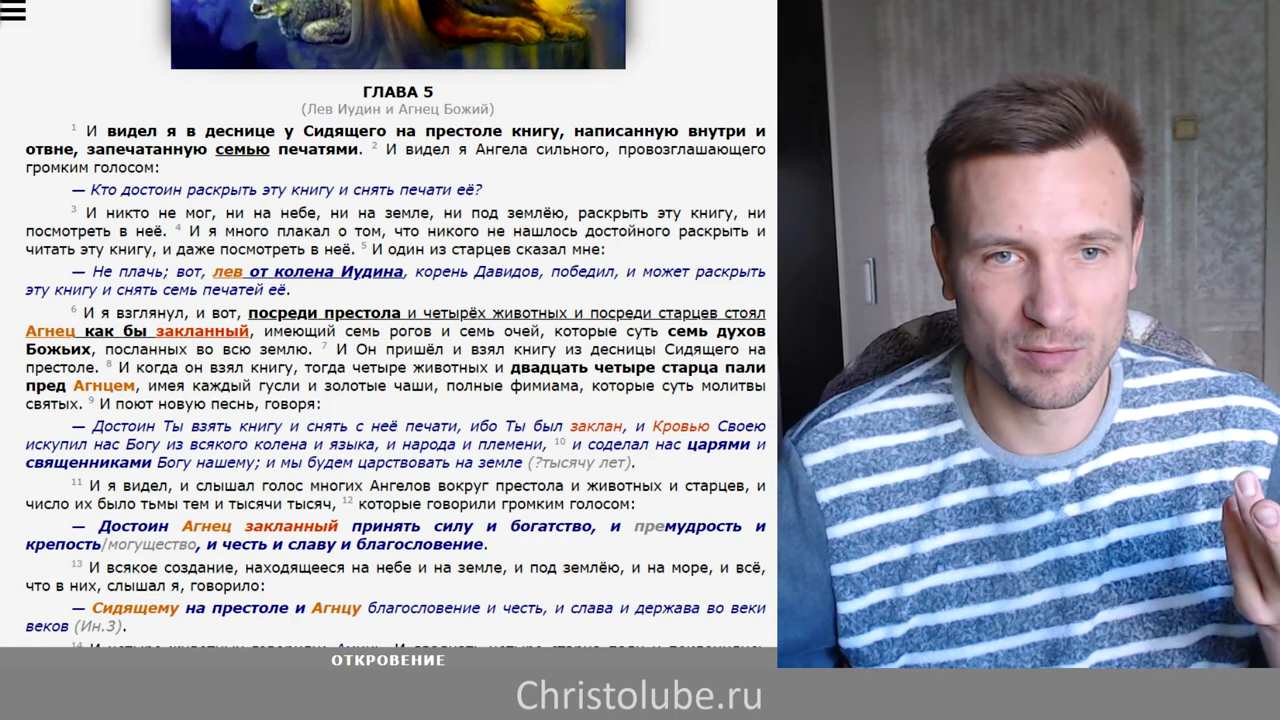 ГЛАВА 5
(Лев Иудин и Агнец Божий)
1 И видел я в деснице у Сидящего на престоле книгу, написанную внутри и
отвне, запечатанную семью печатями. 2 И видел я Ангела сильного, провозглашающего
громким голосом:
— Кто достоин раскрыть эту книгу и снять печати её?
3 И никто не мог, ни на небе, ни на земле, ни под землёю, раскрыть эту книгу, ни
посмотреть в неё. 4 И я много плакал о том, что никого не нашлось достойного раскрыть и
читать эту книгу, и даже посмотреть в неё. 5 И один из старцев сказал мне:
— Не плачь; вот, лев от колена Иудина, корень Давидов, победил, и может раскрыть
эту книгу и снять семь печатей её.
6 И я взглянул, и вот, посреди престола и четырёх животных и посреди старцев стоял
Агнец как бы закланный, имеющий семь рогов и семь очей, которые суть семь духов
Божьих, посланных во всю землю. 7 И Он пришёл и взял книгу из десницы Сидящего на
престоле. 8 И когда он взял книгу, тогда четыре животных и двадцать четыре старца пали
пред Агнцем, имея каждый гусли и золотые чаши, полные фимиама, которые суть молитвы
святых. 9 И поют новую песнь, говоря:
— Достоин Ты взять книгу и снять с неё печати, ибо Ты был заклан, и Кровью Своею
искупил нас Богу из всякого колена и языка, и народа и племени, 10 и соделал нас царями и
священниками Богу нашему; и мы будем царствовать на земле (?тысячу лет).
11 И я видел, и слышал голос многих Ангелов вокруг престола и животных и старцев, и
число их было тьмы тем и тысячи тысяч, 12 которые говорили громким голосом:
— Достоин Агнец закланный принять силу и богатство, и премудрость и
крепость/могущество, и честь и славу и благословение.
13 И всякое создание, находящееся на небе и на земле, и под землёю, и на море, и всё,
что в них, слышал я, говорило:
— Сидящему на престоле и Агнцу благословение и честь, и слава и держава во веки
веков (Ин.3).
ОТКРОВЕНИЕ
Christolube.ru